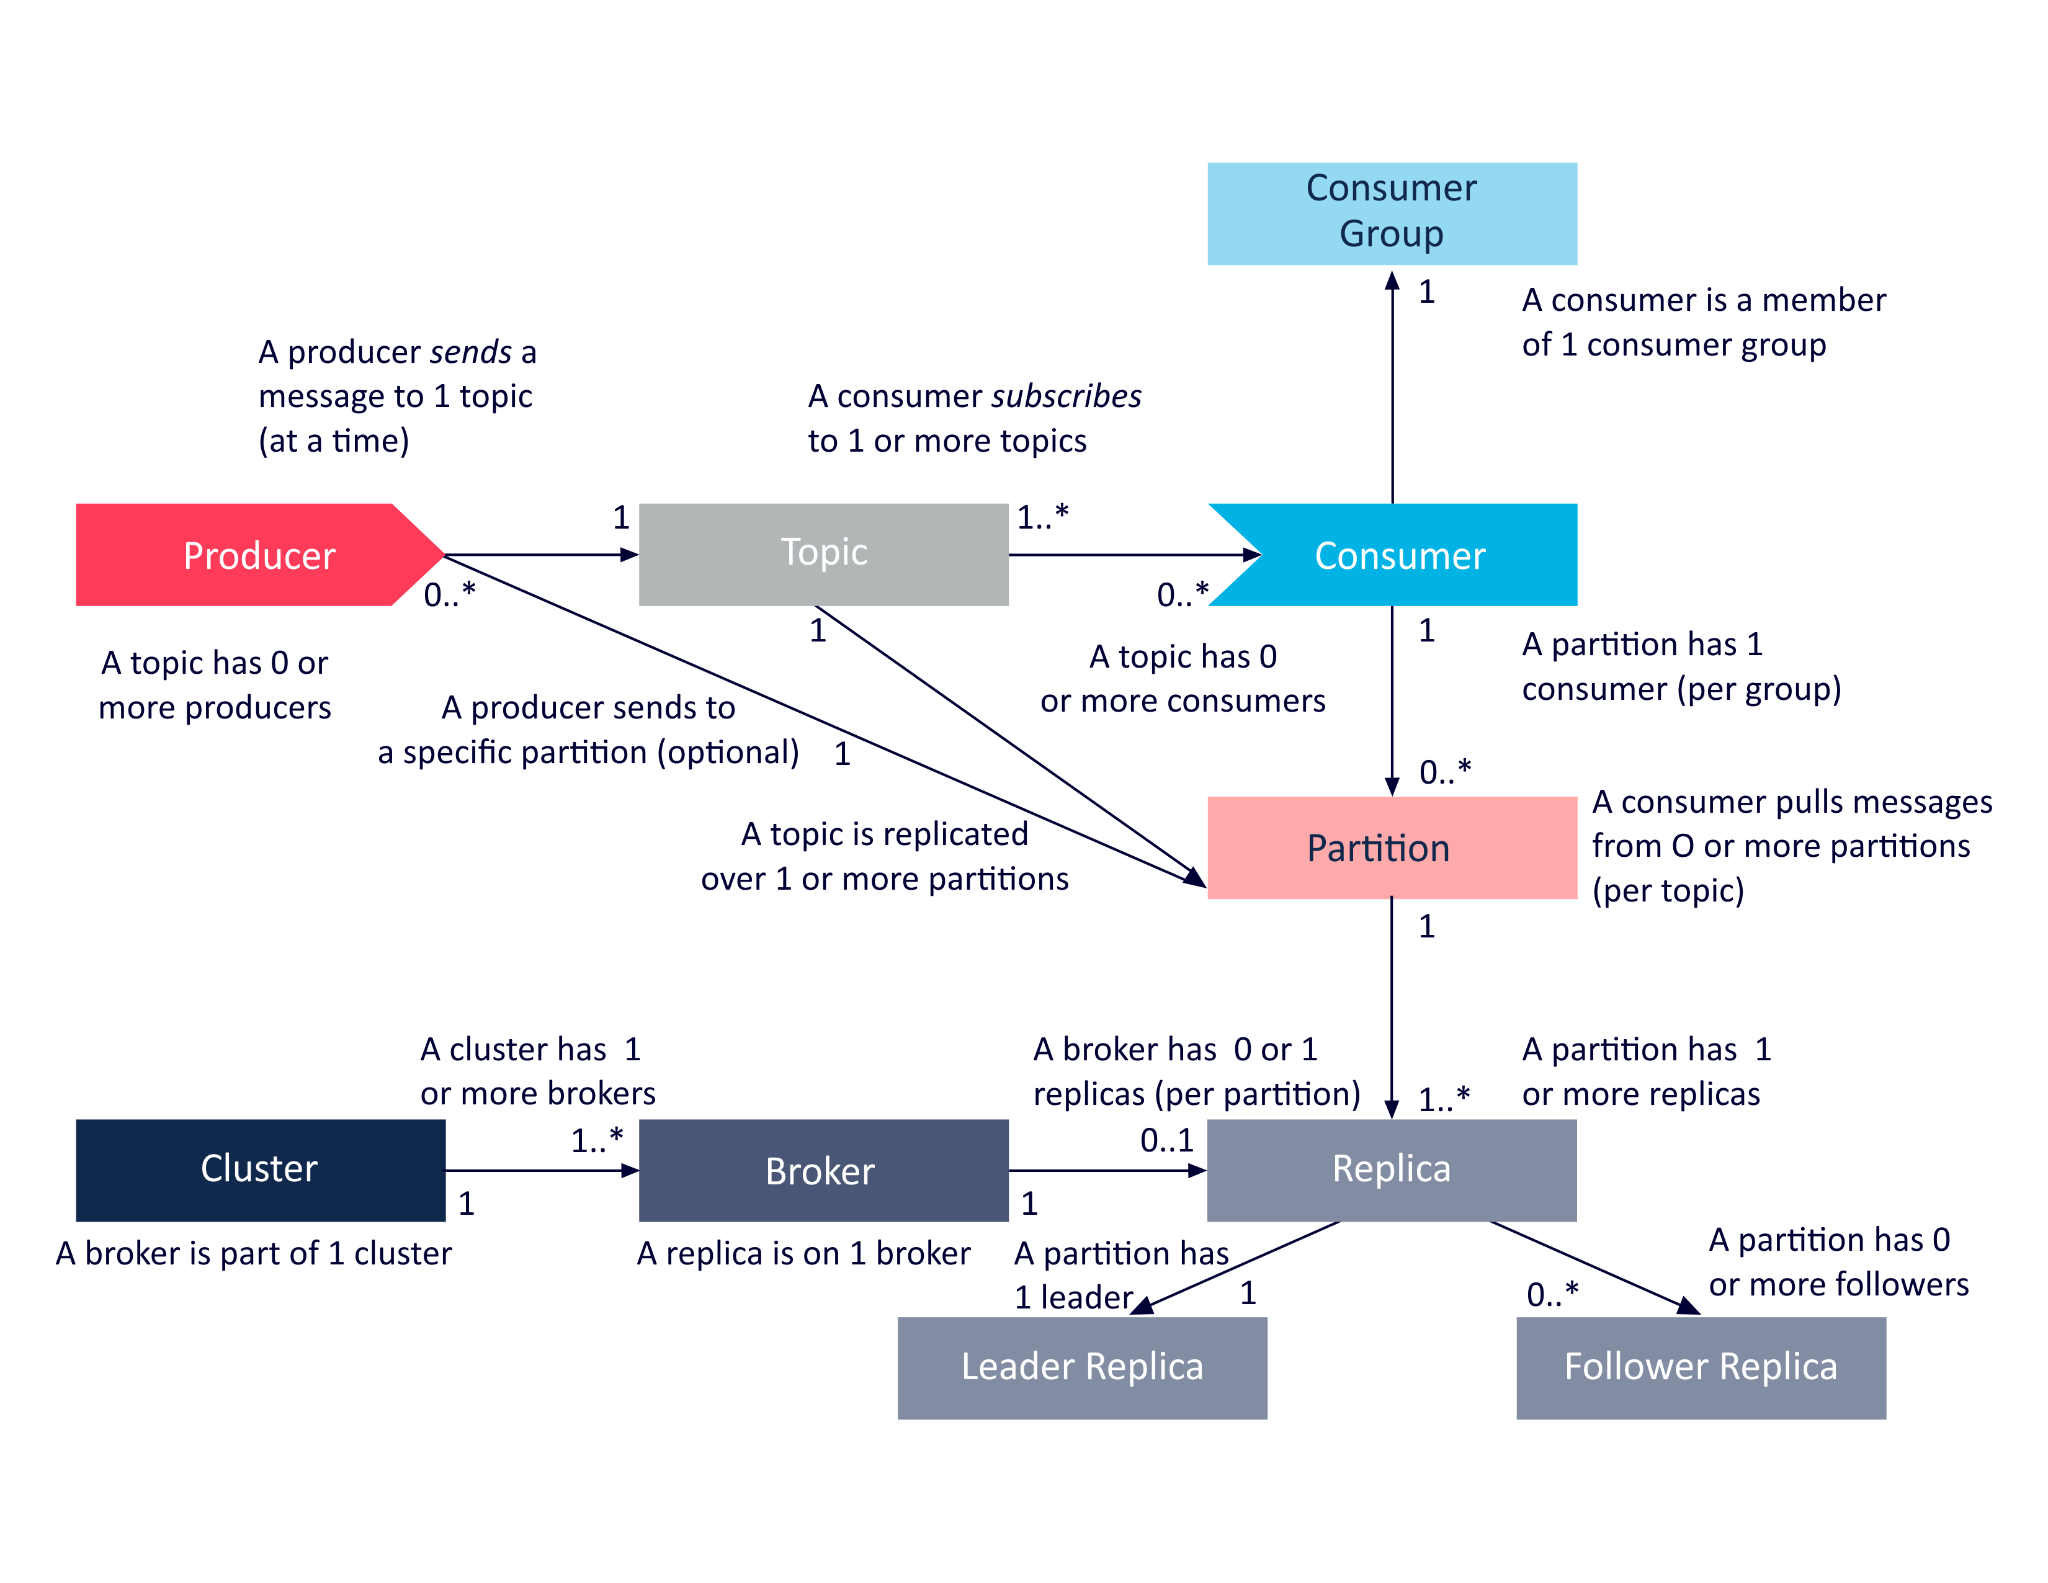 Consumer
Group
1
A consumer is a member
of 1 consumer group
A producer sends a
message to 1 topic
(at a time)
A consumer subscribes
to 1 or more topics
Producer
1
0..*
Topic
1..*
0..*
Consumer
A topic has 0 or
more producers
1
A topic has 0
or more consumers
1
A partition has 1
consumer (per group)
A producer sends to
a specific partition (optional)
1
0..*
A topic is replicated
over 1 or more partitions
Partition
A consumer pulls messages
from O or more partitions
(per topic)
1
A cluster has  1
or more brokers
A broker has  0 or 1
replicas (per partition)
1..*
A partition has  1
or more replicas
Cluster
1..*
1
Broker
0..1
1
Replica
A broker is part of 1 cluster
A replica is on 1 broker
A partition has
1 leader
1
0..*
A partition has 0
or more followers
Leader Replica
Follower Replica